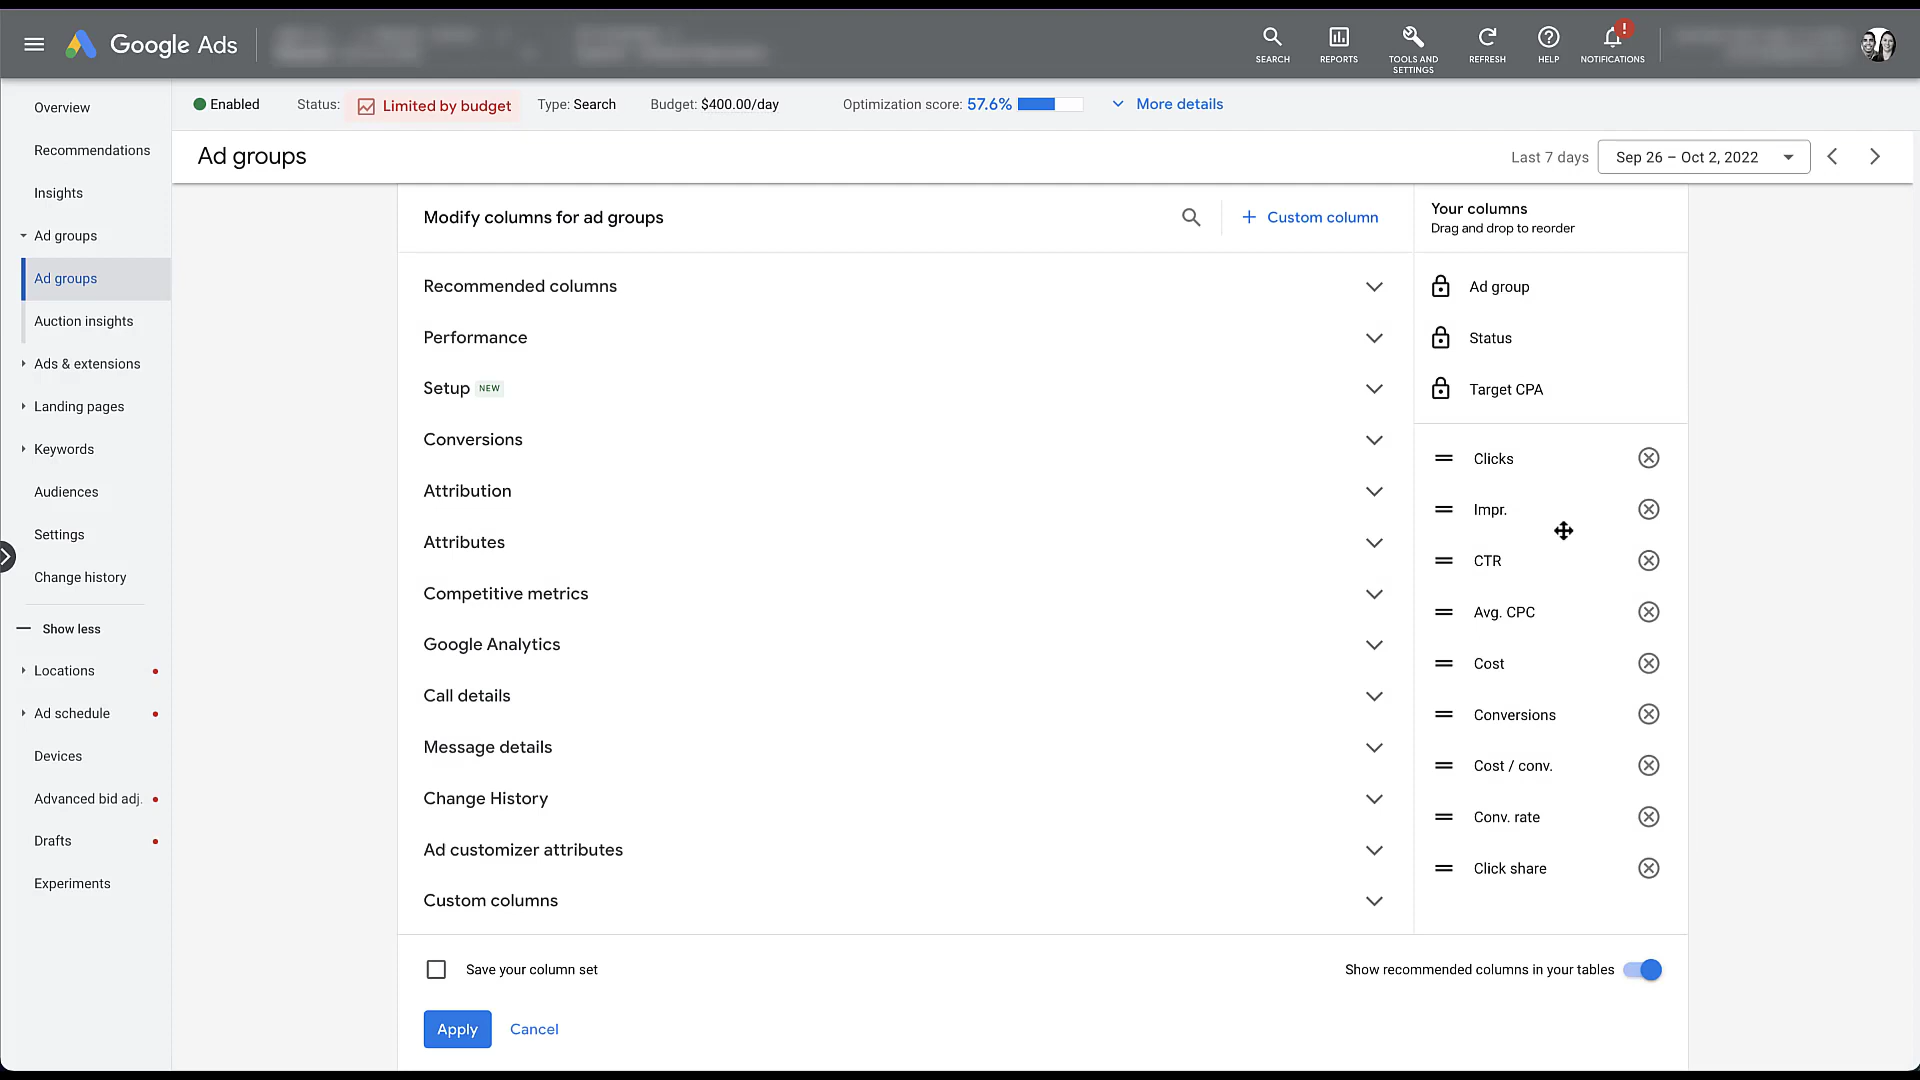 Google Ads
SEARCH
REPORTS
TOOLS AND
SETTINGS
REFRESH
HELP
!
NOTIFICATIONS
Overview
Recommendations
Insights
Ad groups
Ad groups
Auction insights
Ads & extensions
Landing pages
Keywords
Audiences
Settings
Change history
Show less
Locations
Ad schedule
Devices
Advanced bid adj.
Drafts
Experiments
Enabled Status: Limited by budget Type: Search Budget: $400.00/day Optimization score: 57.6% More details
Ad groups
Last 7 days Sep 26 – Oct 2, 2022
Modify columns for ad groups
+ Custom column
Recommended columns
Performance
Setup NEW
Conversions
Attribution
Attributes
Competitive metrics
Google Analytics
Call details
Message details
Change History
Ad customizer attributes
Custom columns
Your columns
Drag and drop to reorder
Ad group
Status
Target CPA
Clicks
Impr.
CTR
Avg. CPC
Cost
Conversions
Cost / conv.
Conv. rate
Click share
Save your column set
Show recommended columns in your tables
Apply
Cancel